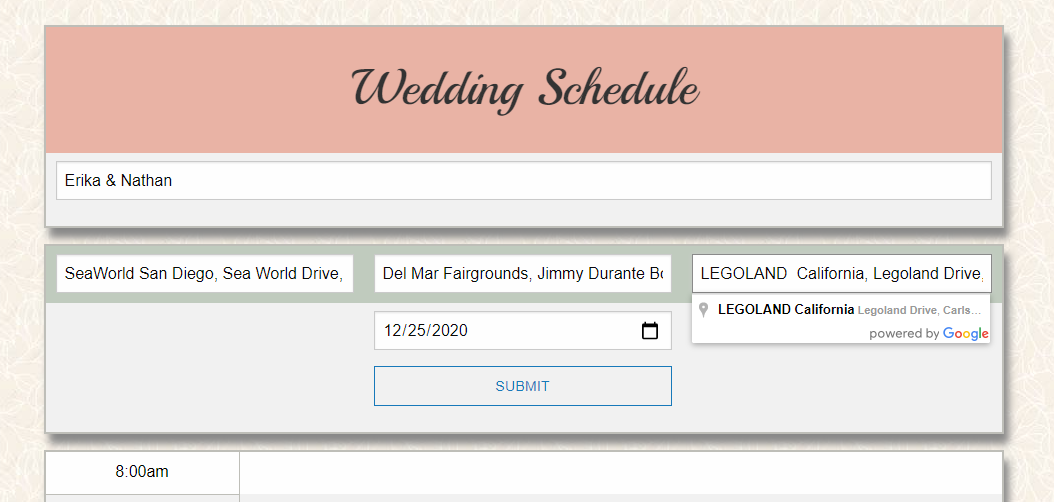 Wedding Schedule
Erika & Nathan
SeaWorld San Diego, Sea World Drive,
Del Mar Fairgrounds, Jimmy Durante Bo
LEGOLAND  California, Legoland Drive,
LEGOLAND California Legoland Drive, Carls...
powered by Google
12/25/2020
SUBMIT
8:00am